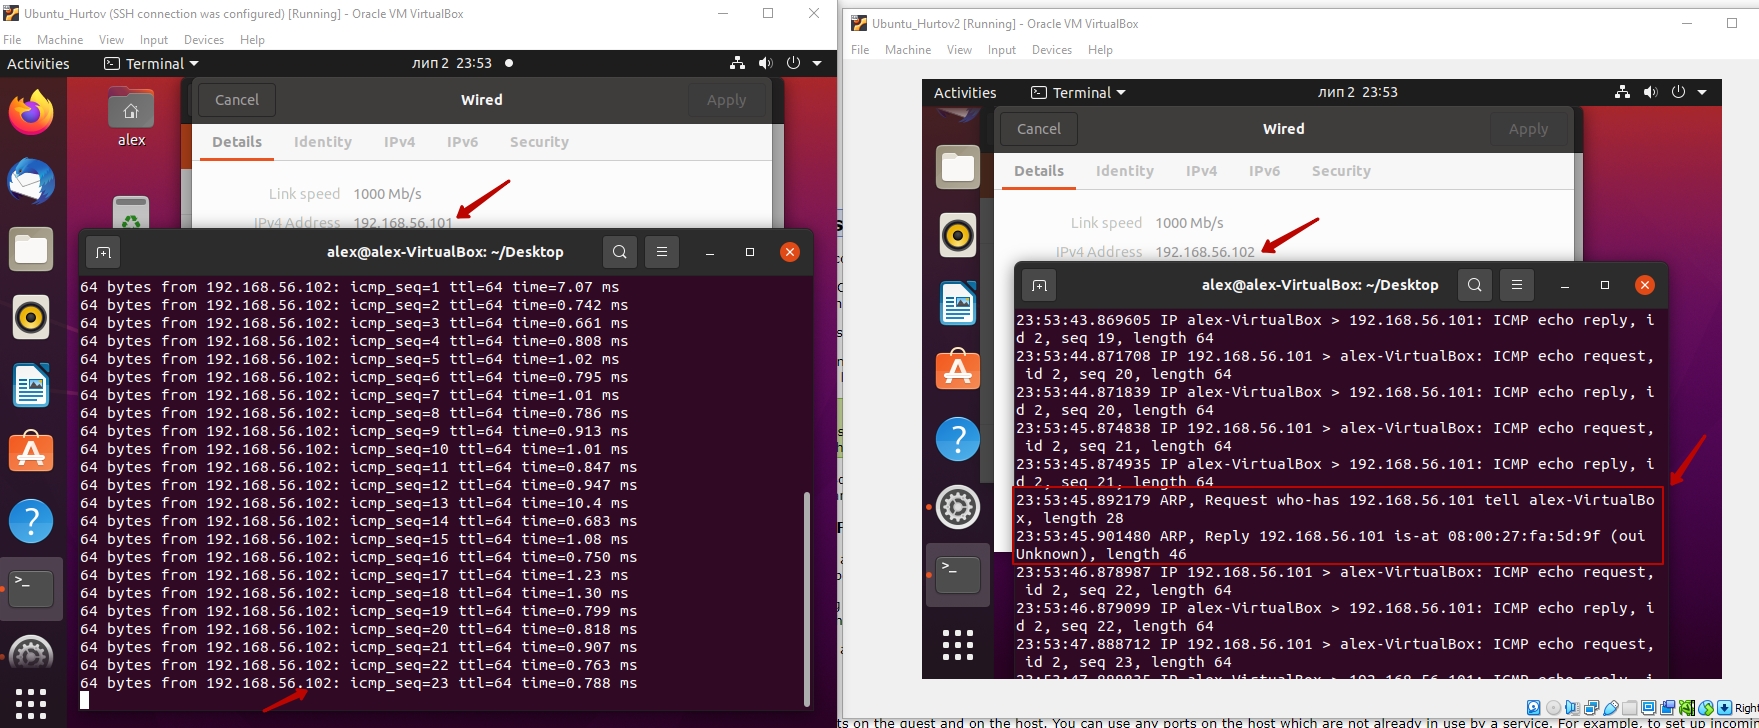 Ubuntu_Hurtov (SSH connection was configured) [Running] - Oracle VM VirtualBox
File Machine View Input Devices Help
Activities Terminal лип 2 23:53
Cancel Wired Apply
alex
Details Identity IPv4 IPv6 Security
Link speed 1000 Mb/s
IPv4 Address 192.168.56.101
alex@alex-VirtualBox: ~/Desktop
64 bytes from 192.168.56.102: icmp_seq=1 ttl=64 time=7.07 ms
64 bytes from 192.168.56.102: icmp_seq=2 ttl=64 time=0.742 ms
64 bytes from 192.168.56.102: icmp_seq=3 ttl=64 time=0.661 ms
64 bytes from 192.168.56.102: icmp_seq=4 ttl=64 time=0.808 ms
64 bytes from 192.168.56.102: icmp_seq=5 ttl=64 time=1.02 ms
64 bytes from 192.168.56.102: icmp_seq=6 ttl=64 time=0.795 ms
64 bytes from 192.168.56.102: icmp_seq=7 ttl=64 time=1.01 ms
64 bytes from 192.168.56.102: icmp_seq=8 ttl=64 time=0.786 ms
64 bytes from 192.168.56.102: icmp_seq=9 ttl=64 time=0.913 ms
64 bytes from 192.168.56.102: icmp_seq=10 ttl=64 time=1.01 ms
64 bytes from 192.168.56.102: icmp_seq=11 ttl=64 time=0.847 ms
64 bytes from 192.168.56.102: icmp_seq=12 ttl=64 time=0.947 ms
64 bytes from 192.168.56.102: icmp_seq=13 ttl=64 time=10.4 ms
64 bytes from 192.168.56.102: icmp_seq=14 ttl=64 time=0.683 ms
64 bytes from 192.168.56.102: icmp_seq=15 ttl=64 time=1.08 ms
64 bytes from 192.168.56.102: icmp_seq=16 ttl=64 time=0.750 ms
64 bytes from 192.168.56.102: icmp_seq=17 ttl=64 time=1.23 ms
64 bytes from 192.168.56.102: icmp_seq=18 ttl=64 time=1.30 ms
64 bytes from 192.168.56.102: icmp_seq=19 ttl=64 time=0.799 ms
64 bytes from 192.168.56.102: icmp_seq=20 ttl=64 time=0.818 ms
64 bytes from 192.168.56.102: icmp_seq=21 ttl=64 time=0.907 ms
64 bytes from 192.168.56.102: icmp_seq=22 ttl=64 time=0.763 ms
64 bytes from 192.168.56.102: icmp_seq=23 ttl=64 time=0.788 ms
Ubuntu_Hurtov2 [Running] - Oracle VM VirtualBox
File Machine View Input Devices Help
Activities Terminal лип 2 23:53
Cancel Wired Apply
Details Identity IPv4 IPv6 Security
Link speed 1000 Mb/s
IPv4 Address 192.168.56.102
alex@alex-VirtualBox: ~/Desktop
23:53:43.869605 IP alex-VirtualBox > 192.168.56.101: ICMP echo reply, i
d 2, seq 19, length 64
23:53:44.871708 IP 192.168.56.101 > alex-VirtualBox: ICMP echo request,
 id 2, seq 20, length 64
23:53:44.871839 IP alex-VirtualBox > 192.168.56.101: ICMP echo reply, i
d 2, seq 20, length 64
23:53:45.874838 IP 192.168.56.101 > alex-VirtualBox: ICMP echo request,
 id 2, seq 21, length 64
23:53:45.874935 IP alex-VirtualBox > 192.168.56.101: ICMP echo reply, i
d 2, seq 21, length 64
23:53:45.892179 ARP, Request who-has 192.168.56.101 tell alex-VirtualBo
x, length 28
23:53:45.901480 ARP, Reply 192.168.56.101 is-at 08:00:27:fa:5d:9f (oui
Unknown), length 46
23:53:46.878987 IP 192.168.56.101 > alex-VirtualBox: ICMP echo request,
 id 2, seq 22, length 64
23:53:46.879099 IP alex-VirtualBox > 192.168.56.101: ICMP echo reply, i
d 2, seq 22, length 64
23:53:47.888712 IP 192.168.56.101 > alex-VirtualBox: ICMP echo request,
 id 2, seq 23, length 64
23:53:47.888835 IP alex-VirtualBox > 192.168.56.101: ICMP echo reply, i
Right
ts on the guest and on the host. You can use any ports on the host which are not already in use by a service. For example, to set up incomin